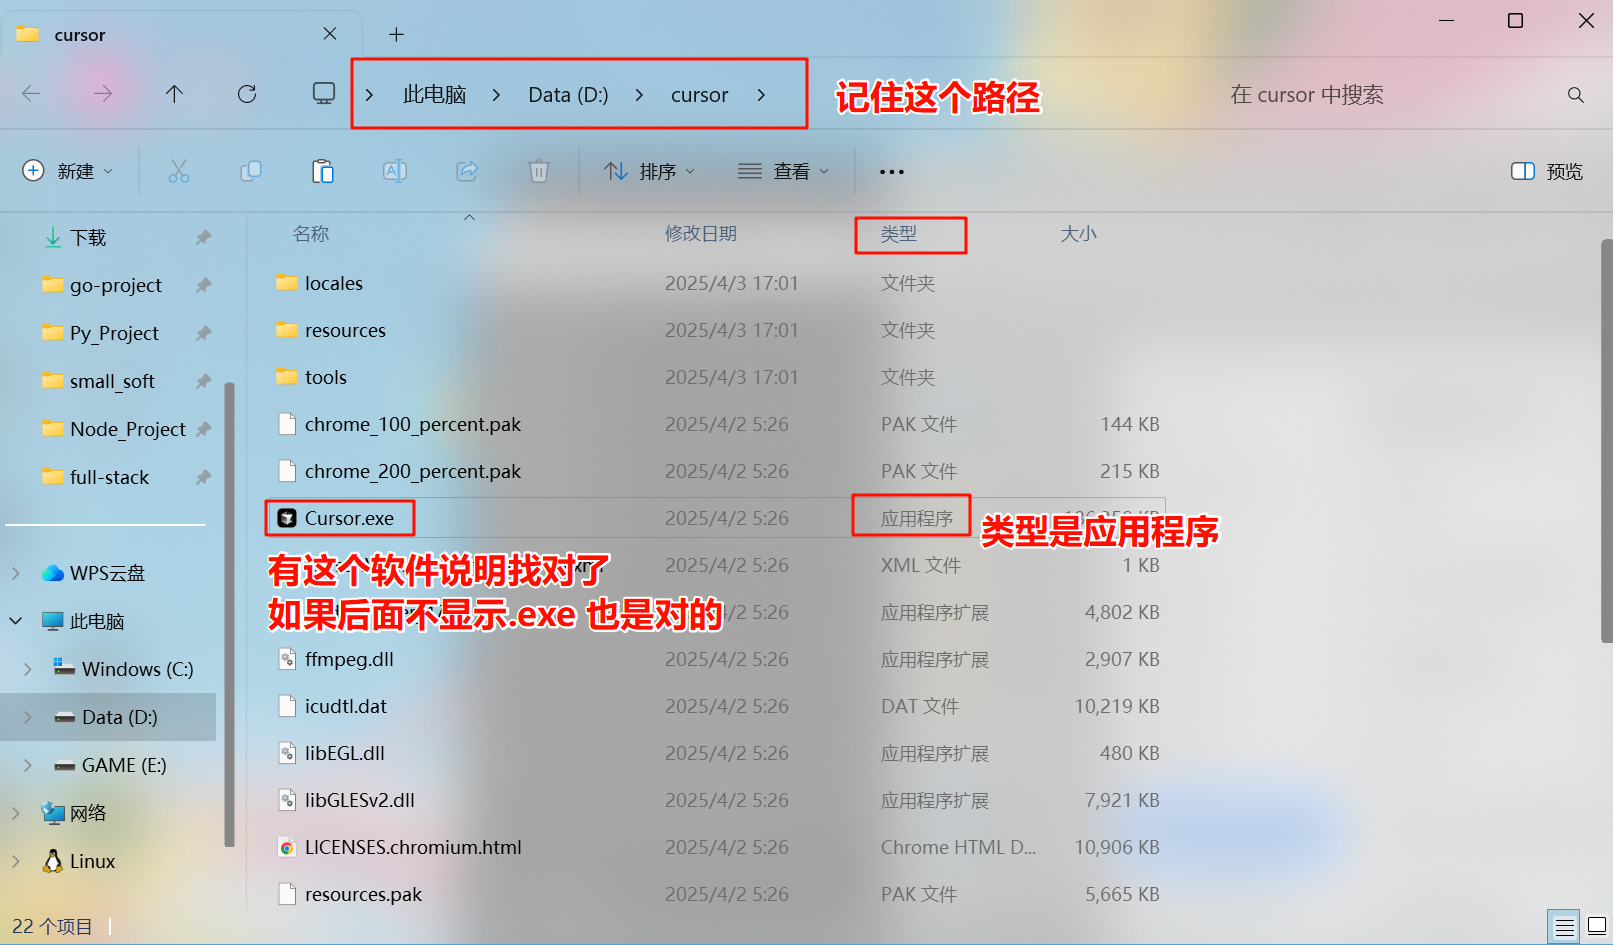 cursor
此电脑 Data (D:) cursor
记住这个路径
在 cursor 中搜索
新建
排序
查看
预览
名称 修改日期 类型 大小
下载
go-project
Py_Project
small_soft
Node_Project
full-stack
WPS云盘
此电脑
Windows (C:)
Data (D:)
GAME (E:)
网络
Linux
locales 2025/4/3 17:01 文件夹
resources 2025/4/3 17:01 文件夹
tools 2025/4/3 17:01 文件夹
chrome_100_percent.pak 2025/4/2 5:26 PAK 文件 144 KB
chrome_200_percent.pak 2025/4/2 5:26 PAK 文件 215 KB
Cursor.exe 2025/4/2 5:26 应用程序
类型是应用程序
有这个软件说明找对了
2025/4/2 5:26 XML 文件 1 KB
如果后面不显示.exe 也是对的
/4/2 5:26 应用程序扩展 4,802 KB
ffmpeg.dll 2025/4/2 5:26 应用程序扩展 2,907 KB
icudtl.dat 2025/4/2 5:26 DAT 文件 10,219 KB
libEGL.dll 2025/4/2 5:26 应用程序扩展 480 KB
libGLESv2.dll 2025/4/2 5:26 应用程序扩展 7,921 KB
LICENSES.chromium.html 2025/4/2 5:26 Chrome HTML D... 10,906 KB
resources.pak 2025/4/2 5:26 PAK 文件 5,665 KB
22 个项目